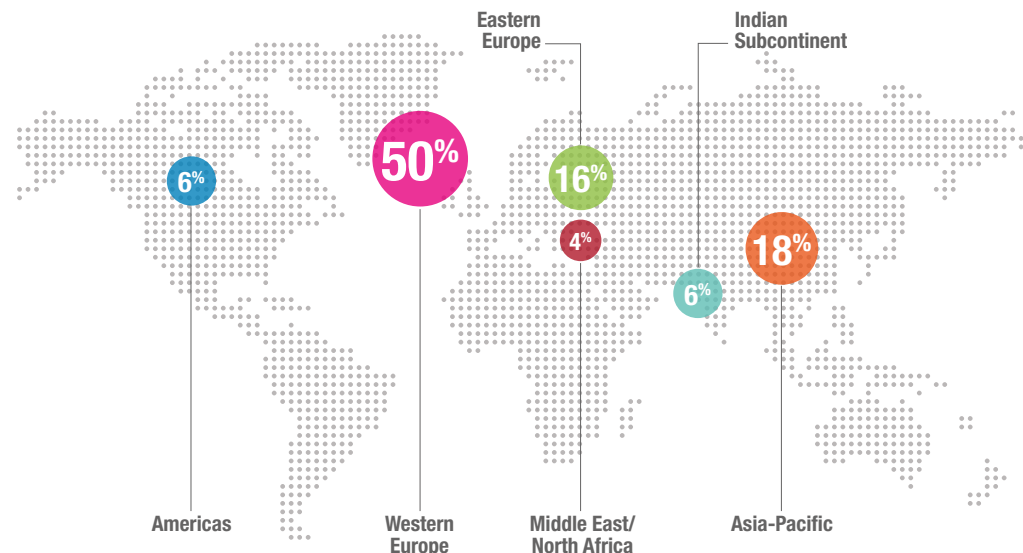 Eastern
Europe
Indian
Subcontinent
50%
6%
16%
4%
18%
6%
Americas
Western
Europe
Middle East/
North Africa
Asia-Pacific